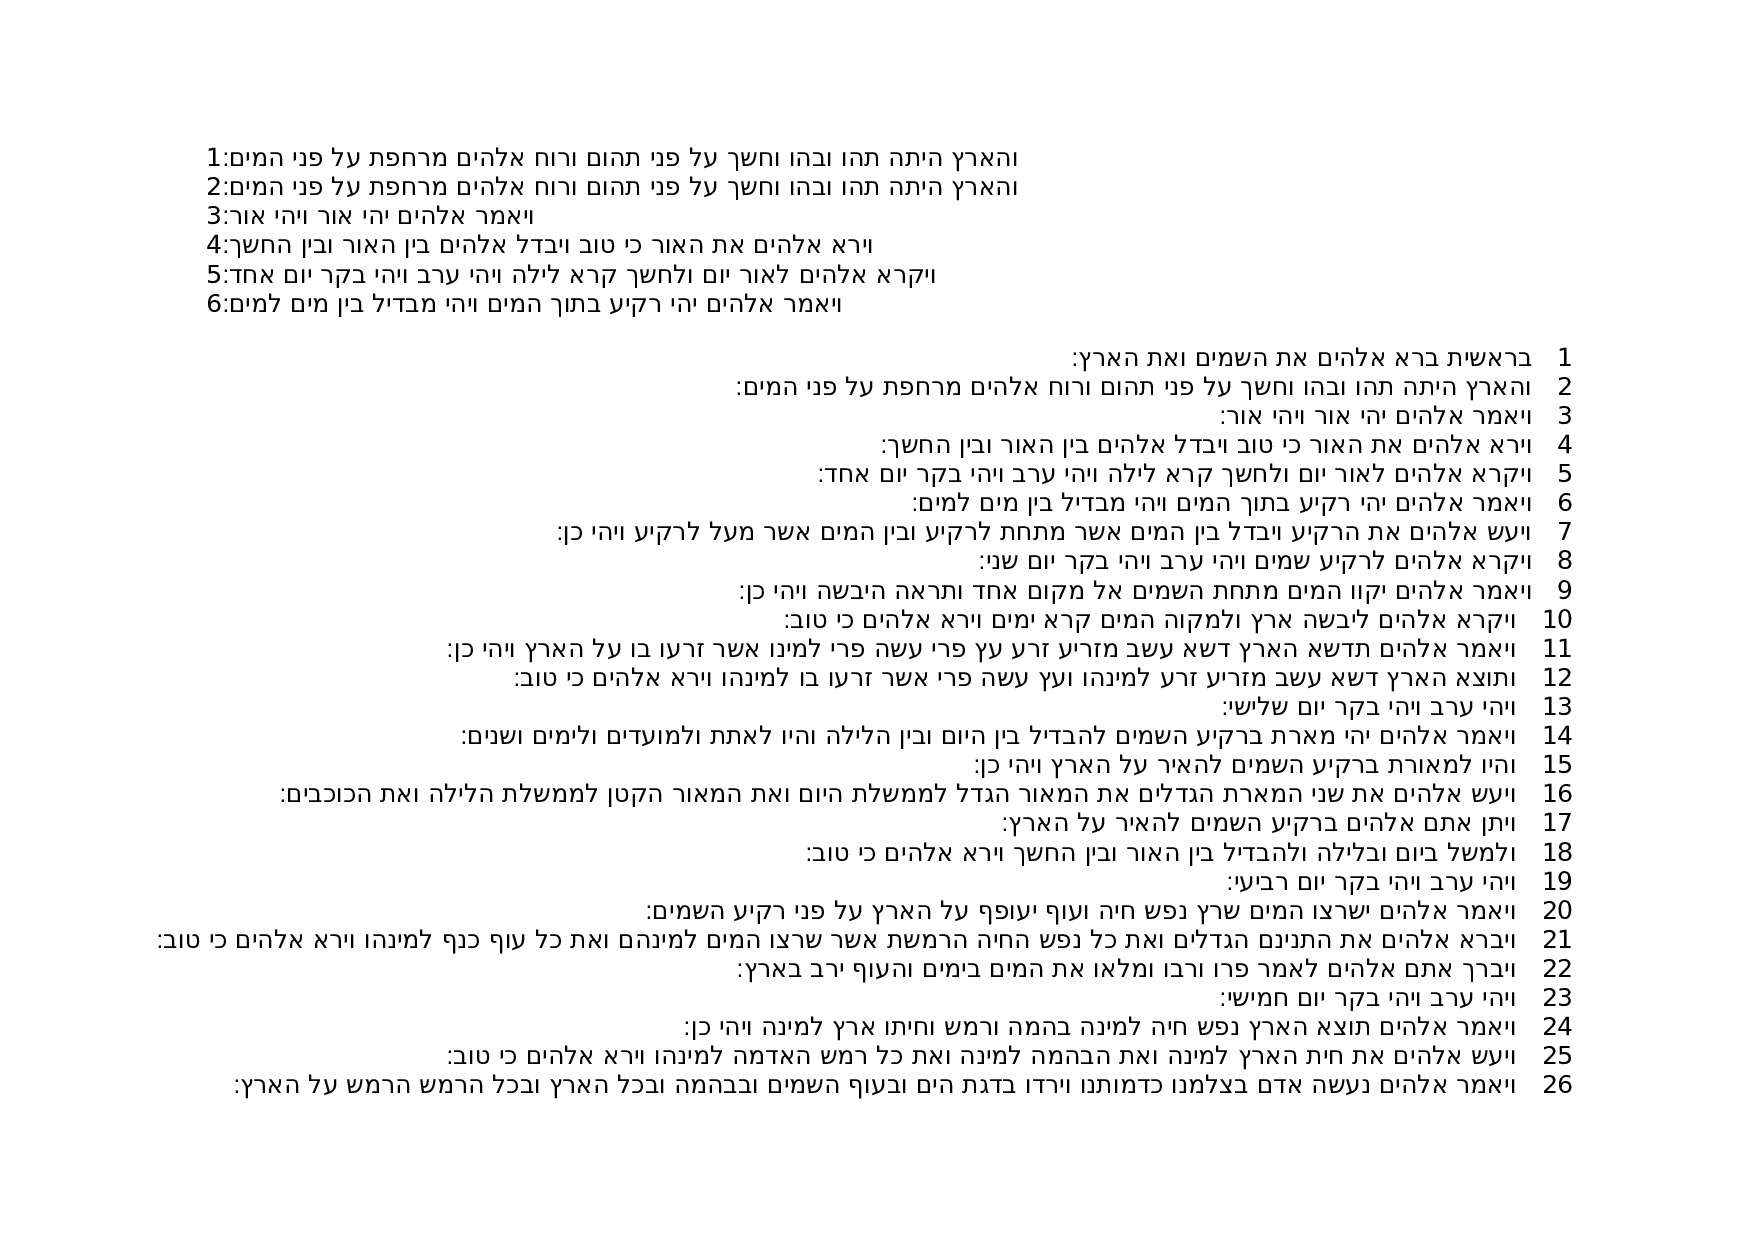 והארץ היתה תהו ובהו וחשך על פני תהום ורוח אלהים מרחפת על פני המים:1
והארץ היתה תהו ובהו וחשך על פני תהום ורוח אלהים מרחפת על פני המים:2
ויאמר אלהים יהי אור ויהי אור:3
וירא אלהים את האור כי טוב ויבדל אלהים בין האור ובין החשך:4
ויקרא אלהים לאור יום ולחשך קרא לילה ויהי ערב ויהי בקר יום אחד:5
ויאמר אלהים יהי רקיע בתוך המים ויהי מבדיל בין מים למים:6
1 בראשית ברא אלהים את השמים ואת הארץ:
2 והארץ היתה תהו ובהו וחשך על פני תהום ורוח אלהים מרחפת על פני המים:
3 ויאמר אלהים יהי אור ויהי אור:
4 וירא אלהים את האור כי טוב ויבדל אלהים בין האור ובין החשך:
5 ויקרא אלהים לאור יום ולחשך קרא לילה ויהי ערב ויהי בקר יום אחד:
6 ויאמר אלהים יהי רקיע בתוך המים ויהי מבדיל בין מים למים:
7 ויעש אלהים את הרקיע ויבדל בין המים אשר מתחת לרקיע ובין המים אשר מעל לרקיע ויהי כן:
8 ויקרא אלהים לרקיע שמים ויהי ערב ויהי בקר יום שני:
9 ויאמר אלהים יקוו המים מתחת השמים אל מקום אחד ותראה היבשה ויהי כן:
10 ויקרא אלהים ליבשה ארץ ולמקוה המים קרא ימים וירא אלהים כי טוב:
11 ויאמר אלהים תדשא הארץ דשא עשב מזריע זרע עץ פרי עשה פרי למינו אשר זרעו בו על הארץ ויהי כן:
12 ותוצא הארץ דשא עשב מזריע זרע למינהו ועץ עשה פרי אשר זרעו בו למינהו וירא אלהים כי טוב:
13 ויהי ערב ויהי בקר יום שלישי:
14 ויאמר אלהים יהי מארת ברקיע השמים להבדיל בין היום ובין הלילה והיו לאתת ולמועדים ולימים ושנים:
15 והיו למאורת ברקיע השמים להאיר על הארץ ויהי כן:
16 ויעש אלהים את שני המארת הגדלים את המאור הגדל לממשלת היום ואת המאור הקטן לממשלת הלילה ואת הכוכבים:
17 ויתן אתם אלהים ברקיע השמים להאיר על הארץ:
18 ולמשל ביום ובלילה ולהבדיל בין האור ובין החשך וירא אלהים כי טוב:
19 ויהי ערב ויהי בקר יום רביעי:
20 ויאמר אלהים ישרצו המים שרץ נפש חיה ועוף יעופף על הארץ על פני רקיע השמים:
21 ויברא אלהים את התנינם הגדלים ואת כל נפש החיה הרמשת אשר שרצו המים למינהם ואת כל עוף כנף למינהו וירא אלהים כי טוב:
22 ויברך אתם אלהים לאמר פרו ורבו ומלאו את המים בימים והעוף ירב בארץ:
23 ויהי ערב ויהי בקר יום חמישי:
24 ויאמר אלהים תוצא הארץ נפש חיה למינה בהמה ורמש וחיתו ארץ למינה ויהי כן:
25 ויעש אלהים את חית הארץ למינה ואת הבהמה למינה ואת כל רמש האדמה למינהו וירא אלהים כי טוב:
26 ויאמר אלהים נעשה אדם בצלמנו כדמותנו וירדו בדגת הים ובעוף השמים ובבהמה ובכל הארץ ובכל הרמש הרמש על הארץ: